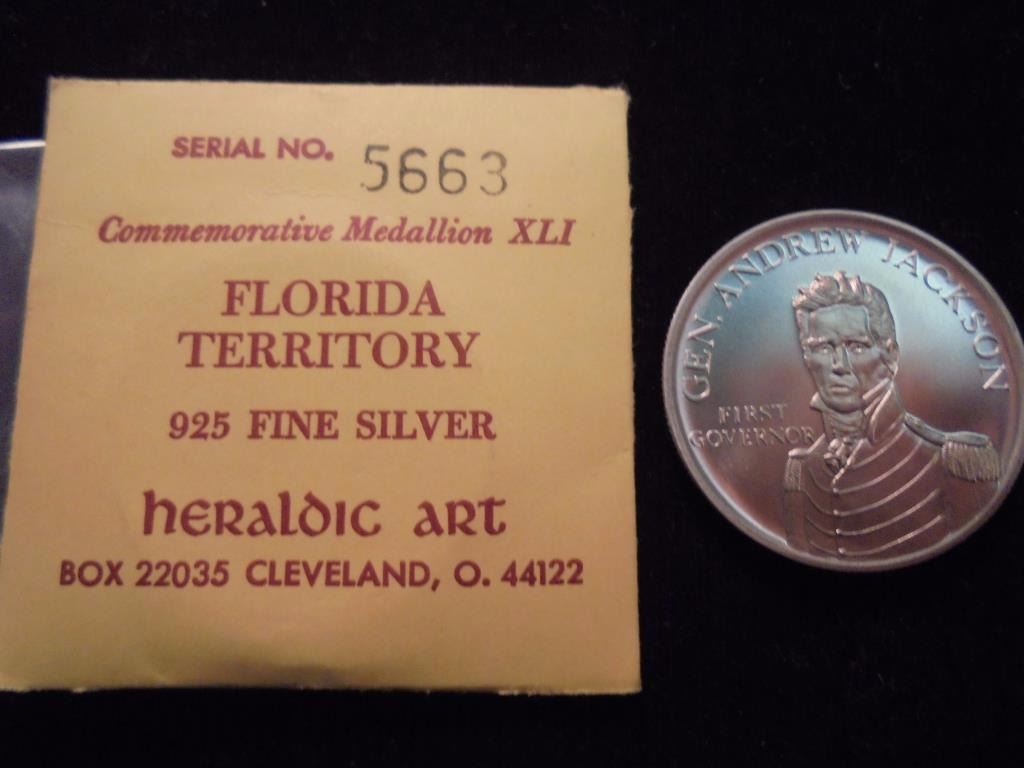 SERIAL NO. 5663
Commemorative Medallion XLI
FLORIDA
TERRITORY
925 FINE SILVER
heraldic art
BOX 22035 CLEVELAND, O. 44122
GEN. ANDREW JACKSON
FIRST
GOVERNOR